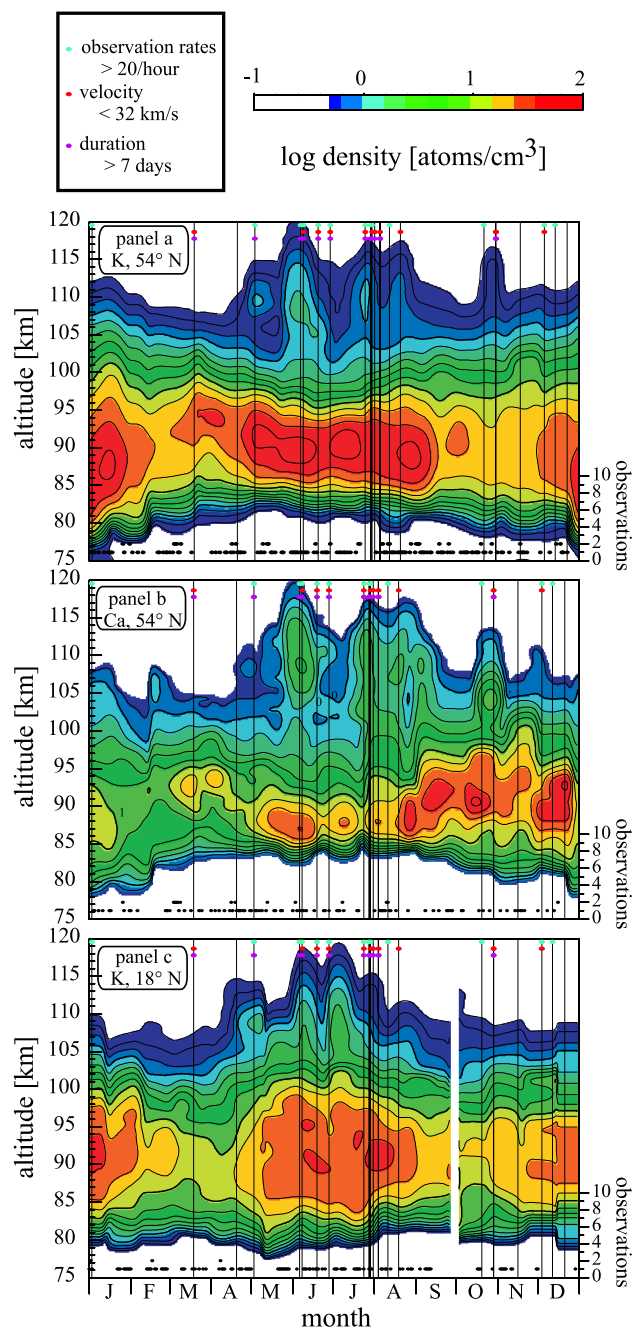 observation rates
> 20/hour
velocity
< 32 km/s
duration
> 7 days
-1 0 1 2
log density [atoms/cm³]
120
115
110
105
100
95
90
85
80
75
altitude [km]
panel a
K, 54° N
10
8
6
4
2
0
observations
120
115
110
105
100
95
90
85
80
75
altitude [km]
panel b
Ca, 54° N
10
8
6
4
2
0
observations
120
115
110
105
100
95
90
85
80
75
altitude [km]
panel c
K, 18° N
10
8
6
4
2
0
observations
J F M A M J J A S O N D
month